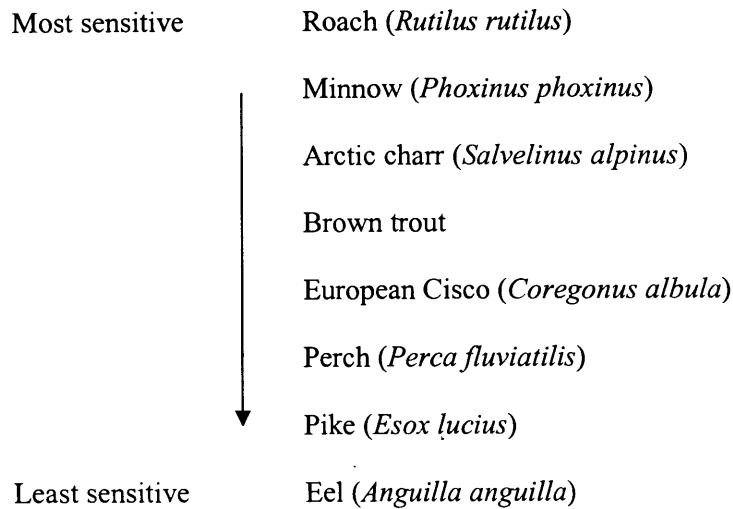 Most sensitive Roach (Rutilus rutilus)
Minnow (Phoxinus phoxinus)
Arctic charr (Salvelinus alpinus)
Brown trout
European Cisco (Coregonus albula)
Perch (Perca fluviatilis)
Pike (Esox lucius)
Least sensitive Eel (Anguilla anguilla)